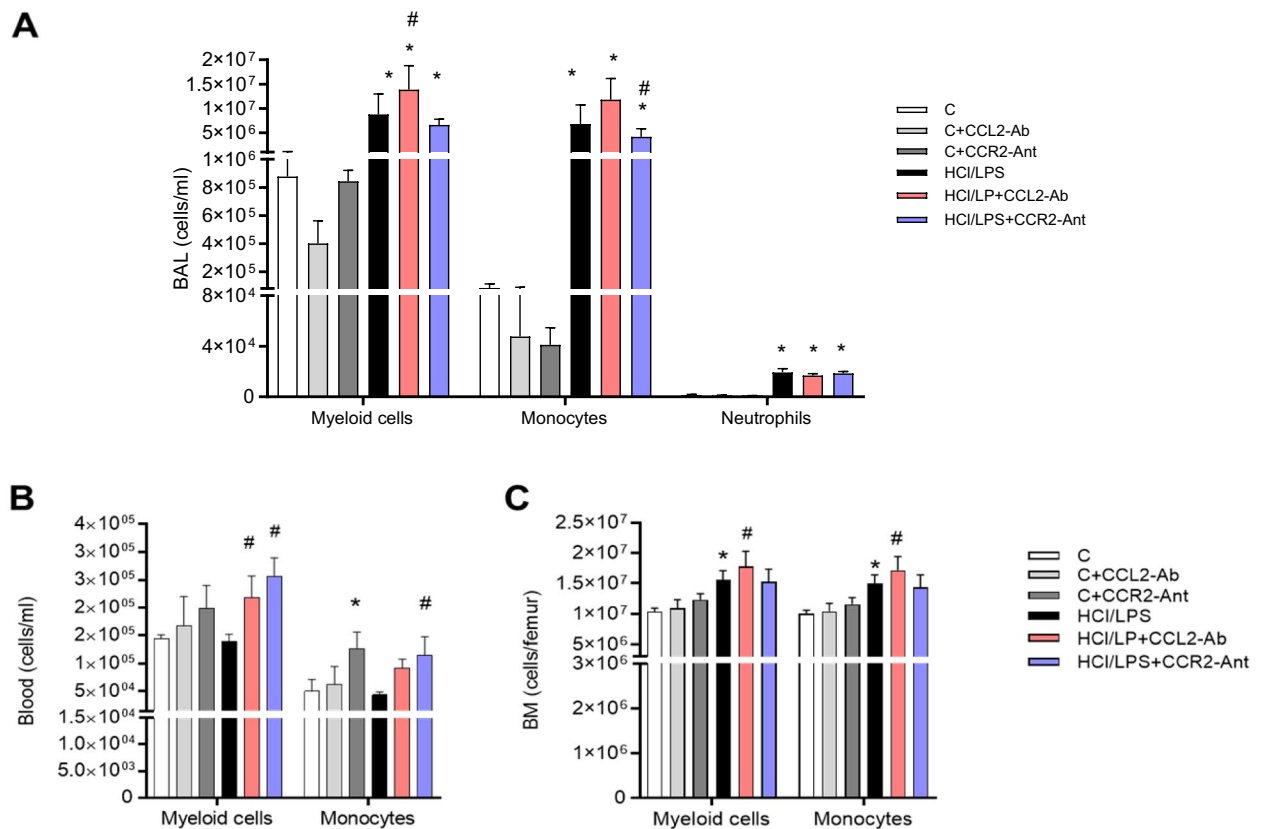 A
#
* * *
* * # *
* * *
2×10⁷
1.5×10⁷
1×10⁷
5×10⁶
1×10⁶
8×10⁵
6×10⁵
4×10⁵
2×10⁵
8×10⁴
4×10⁴
0
BAL (cells/ml)
Myeloid cells Monocytes Neutrophils
C
C+CCL2-Ab
C+CCR2-Ant
HCl/LPS
HCl/LP+CCL2-Ab
HCl/LPS+CCR2-Ant
B
# #
* #
4×10⁰⁵
3×10⁰⁵
3×10⁰⁵
2×10⁰⁵
2×10⁰⁵
1×10⁰⁵
5×10⁰⁴
1.5×10⁰⁴
1.0×10⁰⁴
5.0×10⁰³
0
Blood (cells/ml)
Myeloid cells Monocytes
C
* #
* #
2.5×10⁷
2×10⁷
1.5×10⁷
1×10⁷
5×10⁶
3×10⁶
2×10⁶
1×10⁶
0
BM (cells/femur)
Myeloid cells Monocytes
C
C+CCL2-Ab
C+CCR2-Ant
HCl/LPS
HCl/LP+CCL2-Ab
HCl/LPS+CCR2-Ant